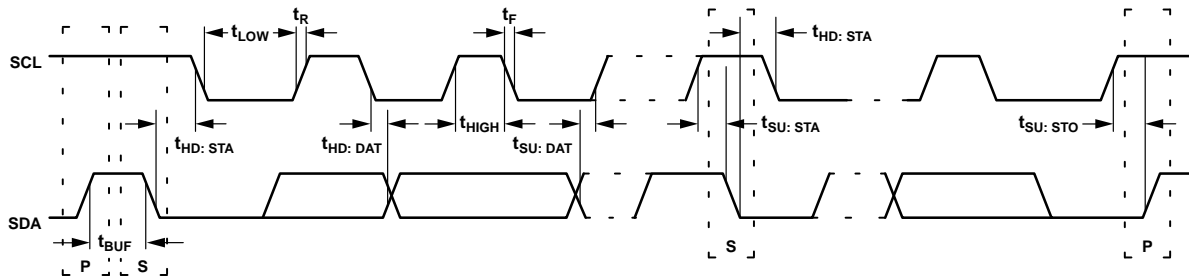 tR tF
tLOW tHD: STA
SCL
tHD: STA tHD: DAT tHIGH tSU: DAT tSU: STA tSU: STO
SDA
tBUF
P S S P